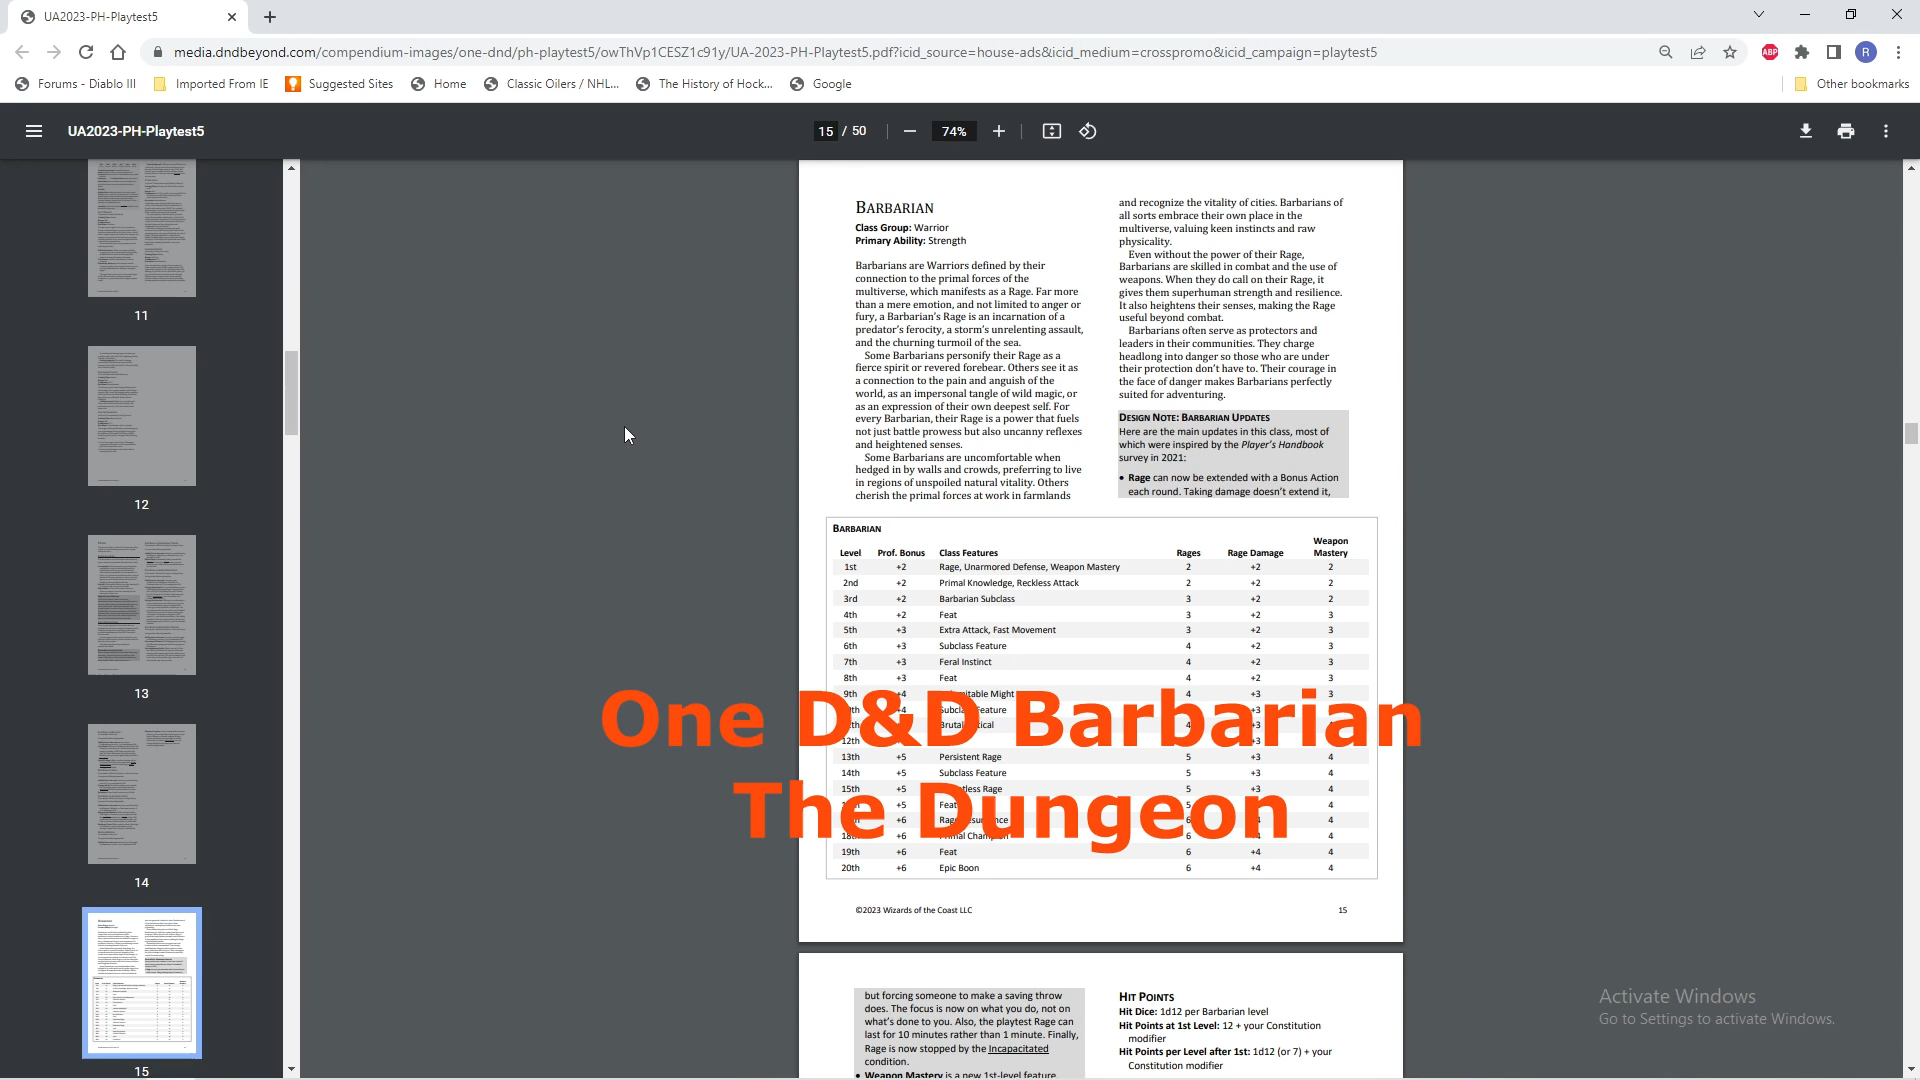 UA2023-PH-Playtest5
media.dndbeyond.com/compendium-images/one-dnd/ph-playtest5/owThVp1CESZ1c91y/UA-2023-PH-Playtest5.pdf?icid_source=house-ads&icid_medium=crosspromo&icid_campaign=playtest5
ABP
R
Forums - Diablo III
Imported From IE
Suggested Sites
Home
Classic Oilers / NHL...
The History of Hock...
Google
Other bookmarks
UA2023-PH-Playtest5
15 / 50
74%
11
12
13
14
15
BARBARIAN
Class Group: Warrior
Primary Ability: Strength
Barbarians are Warriors defined by their
connection to the primal forces of the
multiverse, which manifests as a Rage. Far more
than a mere emotion, and not limited to anger or
fury, a Barbarian's Rage is an incarnation of a
predator's ferocity, a storm's unrelenting assault,
and the churning turmoil of the sea.
Some Barbarians personify their Rage as a
fierce spirit or revered forebear. Others see it as
a connection to the pain and anguish of the
world, as an impersonal tangle of wild magic, or
as an expression of their own deepest self. For
every Barbarian, their Rage is a power that fuels
not just battle prowess but also uncanny reflexes
and heightened senses.
Some Barbarians are uncomfortable when
hedged in by walls and crowds, preferring to live
in regions of unspoiled natural vitality. Others
cherish the primal forces at work in farmlands
and recognize the vitality of cities. Barbarians of
all sorts embrace their own place in the
multiverse, valuing keen instincts and raw
physicality.
Even without the power of their Rage,
Barbarians are skilled in combat and the use of
weapons. When they do call on their Rage, it
gives them superhuman strength and resilience.
It also heightens their senses, making the Rage
useful beyond combat.
Barbarians often serve as protectors and
leaders in their communities. They charge
headlong into danger so those who are under
their protection don't have to. Their courage in
the face of danger makes Barbarians perfectly
suited for adventuring.
DESIGN NOTE: BARBARIAN UPDATES
Here are the main updates in this class, most of
which were inspired by the Player's Handbook
survey in 2021:
• Rage can now be extended with a Bonus Action
each round. Taking damage doesn't extend it,
BARBARIAN
Level Prof. Bonus Class Features Rages Rage Damage Weapon Mastery
1st +2 Rage, Unarmored Defense, Weapon Mastery 2 +2 2
2nd +2 Primal Knowledge, Reckless Attack 2 +2 2
3rd +2 Barbarian Subclass 3 +2 2
4th +2 Feat 3 +2 3
5th +3 Extra Attack, Fast Movement 3 +2 3
6th +3 Subclass Feature 4 +2 3
7th +3 Feral Instinct 4 +2 3
8th +3 Feat 4 +2 3
9th +4 Might 4 +3 3
+4 Feature +3
4 +3
12th +3
13th +5 Persistent Rage 5 +3 4
14th +5 Subclass Feature 5 +3 4
15th +5 Rage 5 +3 4
+5 Feat 5 4
+6 6 4
18th +6 6 4
19th +6 Feat 6 +4 4
20th +6 Epic Boon 6 +4 4
One D&D Barbarian
The Dungeon
©2023 Wizards of the Coast LLC 15
but forcing someone to make a saving throw
does. The focus is now on what you do, not on
what's done to you. Also, the playtest Rage can
last for 10 minutes rather than 1 minute. Finally,
Rage is now stopped by the Incapacitated
condition.
• Weapon Mastery is a new 1st-level feature.
HIT POINTS
Hit Dice: 1d12 per Barbarian level
Hit Points at 1st Level: 12 + your Constitution
modifier
Hit Points per Level after 1st: 1d12 (or 7) + your
Constitution modifier
Activate Windows
Go to Settings to activate Windows.